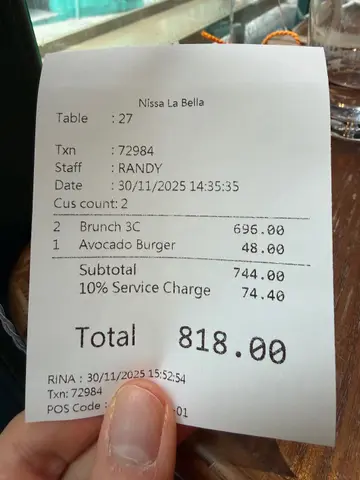 Nissa La Bella
Table : 27
Txn : 72984
Staff : RANDY
Date : 30/11/2025 14:35:35
Cus count: 2
2 Brunch 3C 696.00
1 Avocado Burger 48.00
Subtotal 744.00
10% Service Charge 74.40
Total 818.00
RINA : 30/11/2025 15:52:54
Txn: 72984
POS Code : -01